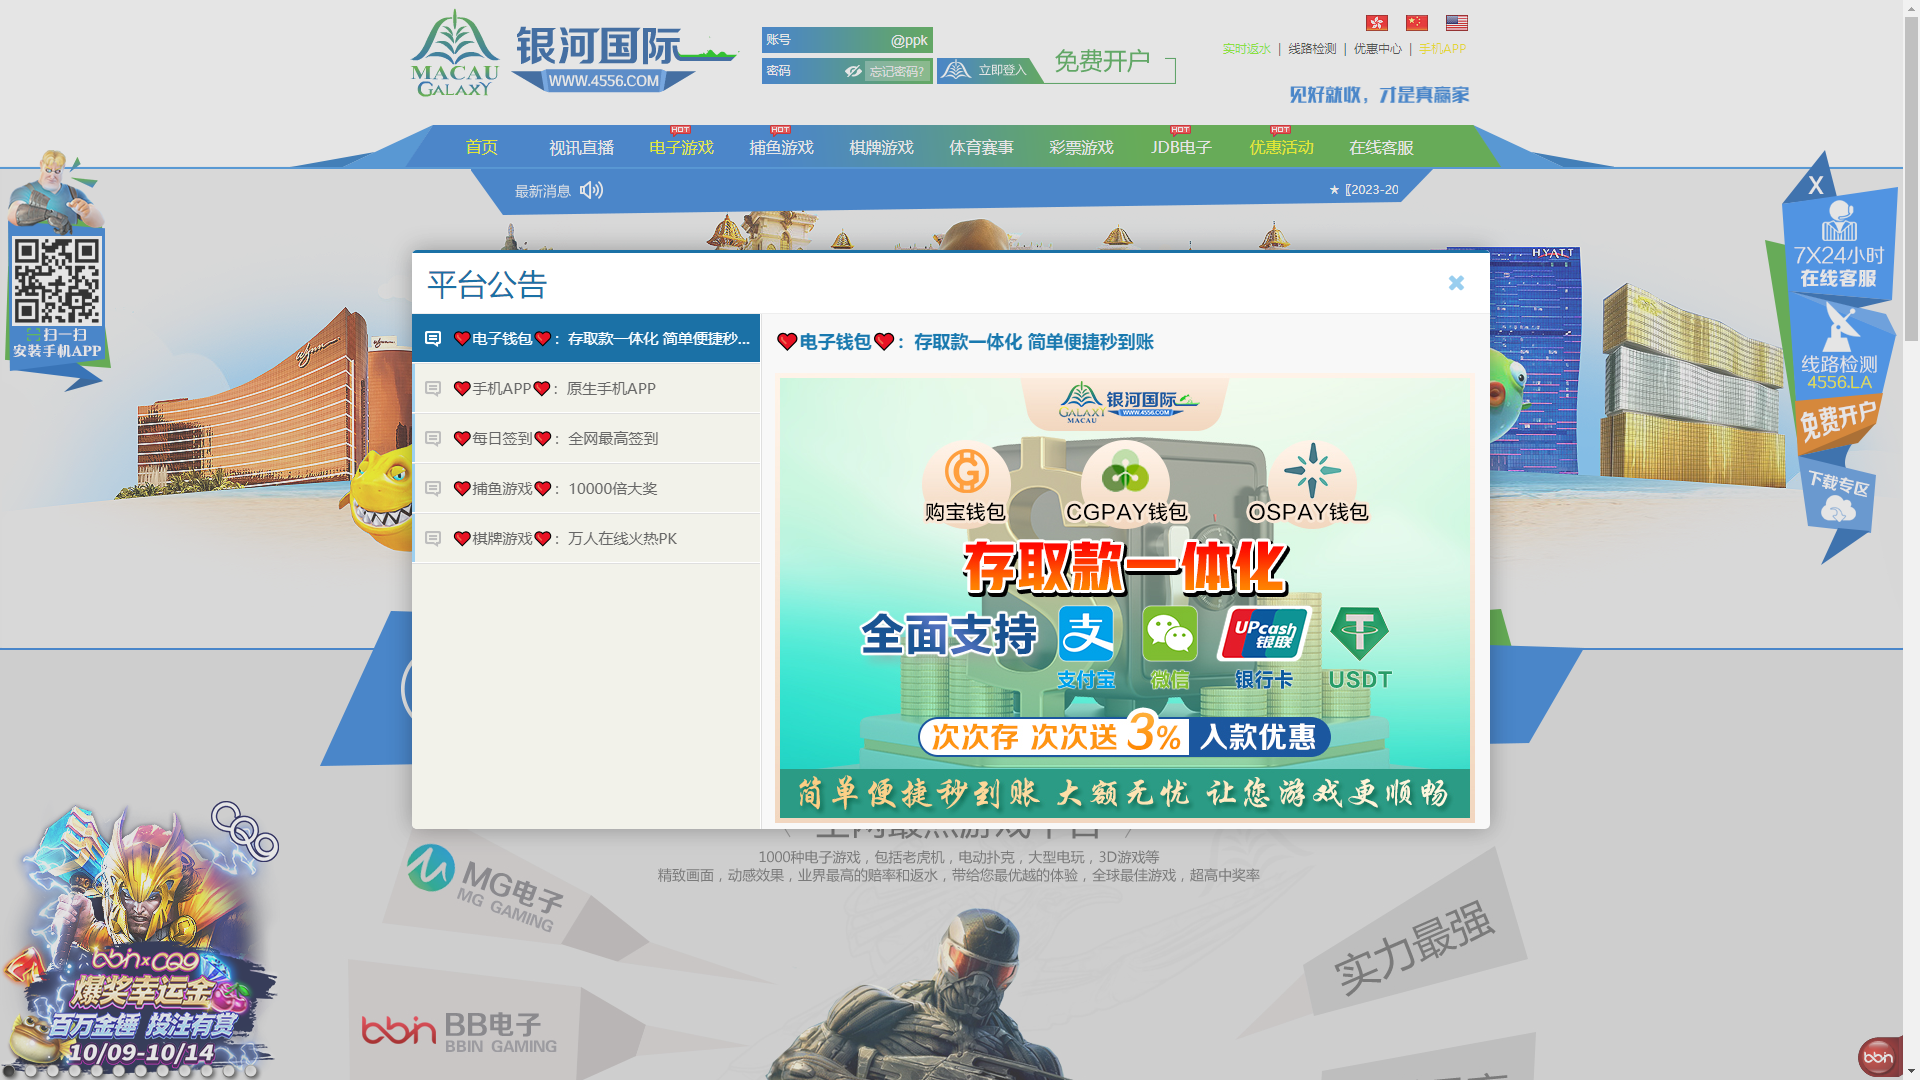 MACAU
GALAXY
银河国际
WWW.4556.COM
账号
@ppk
密码
忘记密码?
立即登入
免费开户
实时返水 | 线路检测 | 优惠中心 | 手机APP
见好就收，才是真赢家
首页
视讯直播
HOT
电子游戏
HOT
捕鱼游戏
棋牌游戏
体育赛事
彩票游戏
HOT
JDB电子
HOT
优惠活动
在线客服
最新消息
★〖2023-20
扫一扫
安装手机APP
X
7X24小时
在线客服
线路检测
4556.LA
免费开户
下载专区
HYATT
wynn
平台公告
电子钱包：存取款一体化 简单便捷秒...
手机APP：原生手机APP
每日签到：全网最高签到
捕鱼游戏：10000倍大奖
棋牌游戏：万人在线火热PK
电子钱包：存取款一体化 简单便捷秒到账
GALAXY
MACAU
银河国际
WWW.4556.COM
购宝钱包
CGPAY钱包
OSPAY钱包
存取款一体化
全面支持
支
支付宝
微信
UPcash
银联
银行卡
USDT
次次存 次次送 3% 入款优惠
简单便捷秒到账 大额无忧 让您游戏更顺畅
1000种电子游戏，包括老虎机，电动扑克，大型电玩，3D游戏等
精致画面，动感效果，业界最高的赔率和返水，带给您最优越的体验，全球最佳游戏，超高中奖率
MG电子
MG GAMING
bbin
BB电子
BBIN GAMING
实力最强
bbin×CQ9
爆奖幸运金
百万金锤 投注有赏
10/09-10/14
bbin